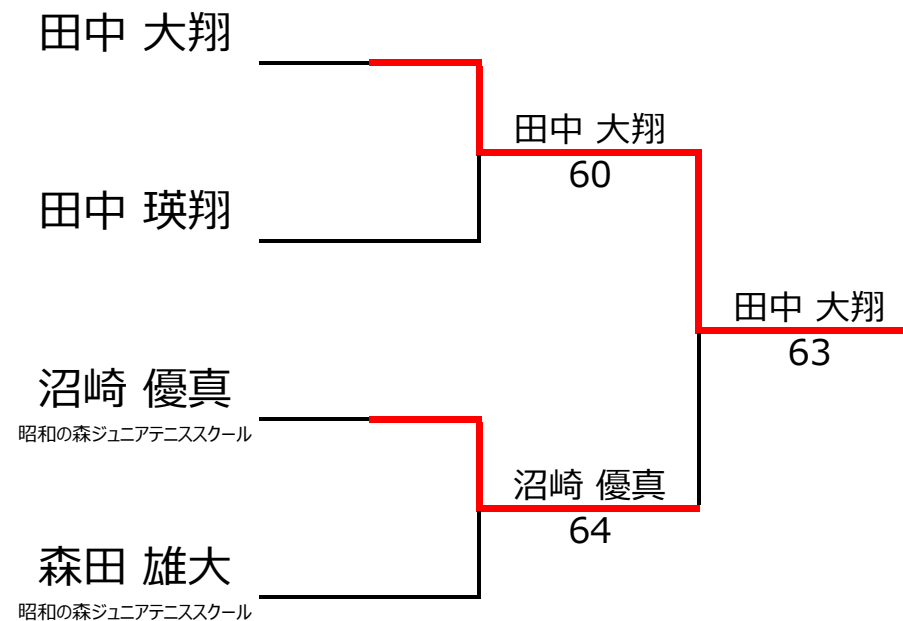 田中 大翔
田中 大翔
60
田中 瑛翔
田中 大翔
63
沼崎 優真
昭和の森ジュニアテニススクール
沼崎 優真
64
森田 雄大
昭和の森ジュニアテニススクール